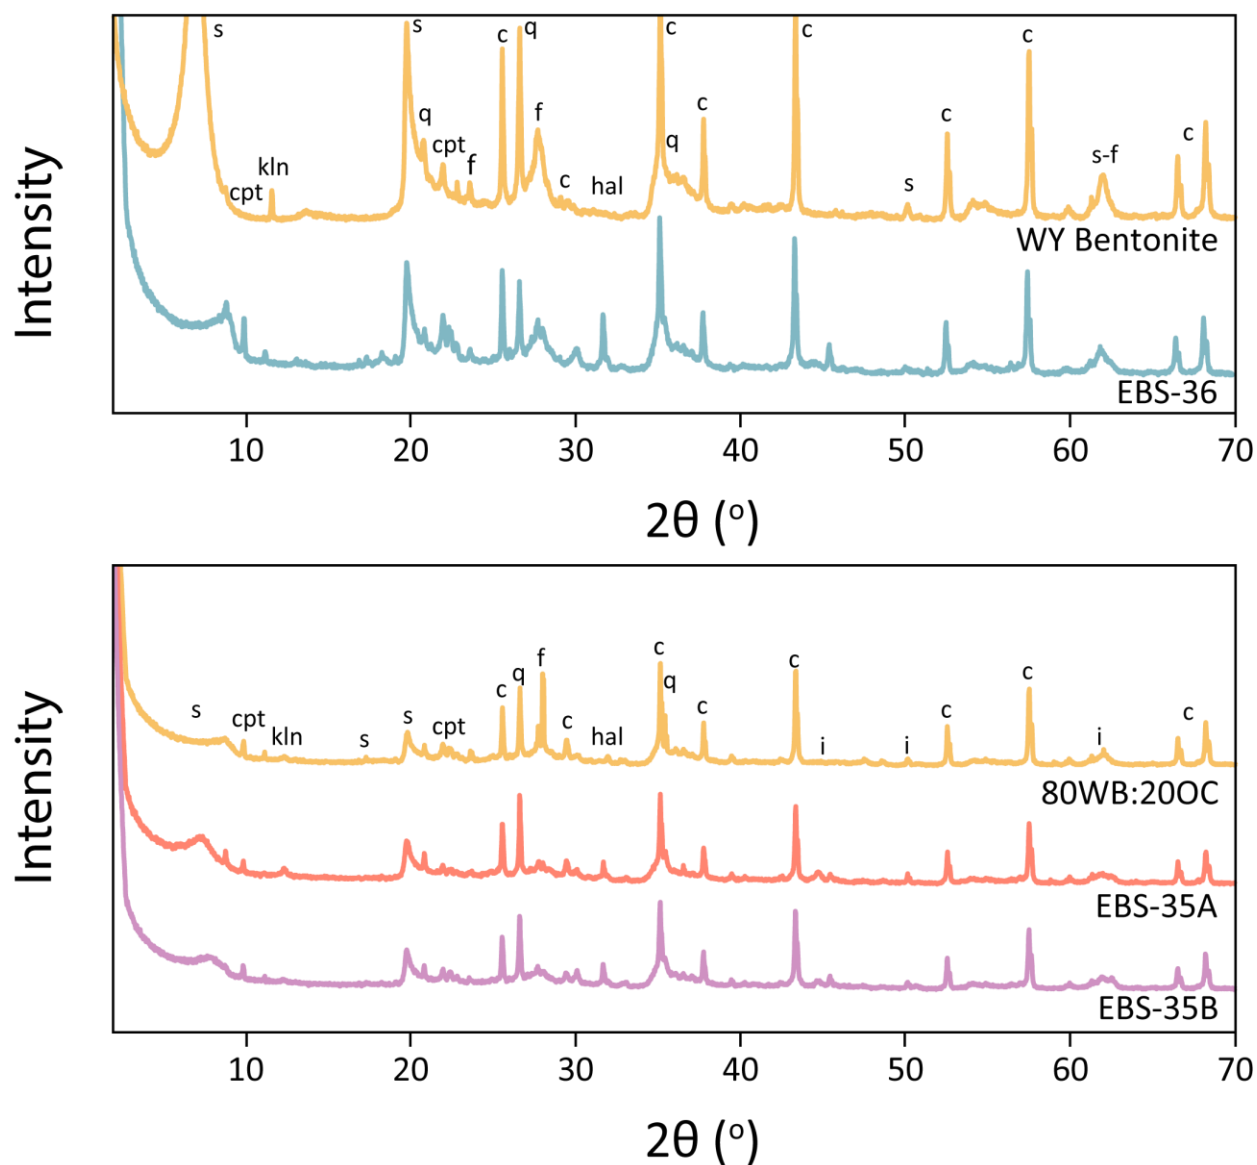 s s c q c c c
q f c c
cpt f q c
kln cpt c hal s s-f
WY Bentonite
EBS-36
Intensity
10 20 30 40 50 60 70
2θ (°)
s cpt kln s s cpt c q f c hal c q c c i i c c i c
80WB:20OC
EBS-35A
EBS-35B
Intensity
10 20 30 40 50 60 70
2θ (°)